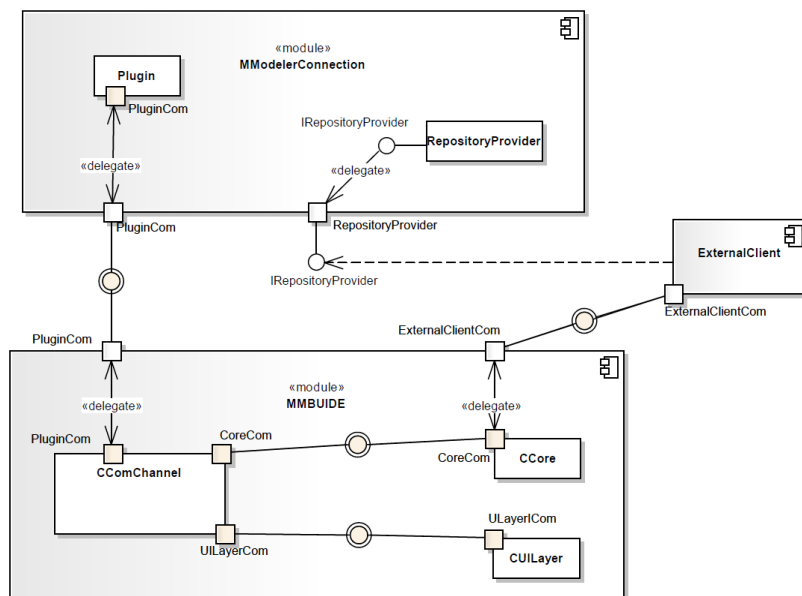 «module»
MModelerConnection
Plugin
PluginCom
IRepositoryProvider
RepositoryProvider
«delegate»
«delegate»
PluginCom
RepositoryProvider
ExternalClient
IRepositoryProvider
ExternalClientCom
PluginCom
ExternalClientCom
«module»
MMBUIDE
«delegate»
«delegate»
PluginCom
CoreCom
CComChannel
CoreCom
CCore
ULayerICom
UILayerCom
CUILayer